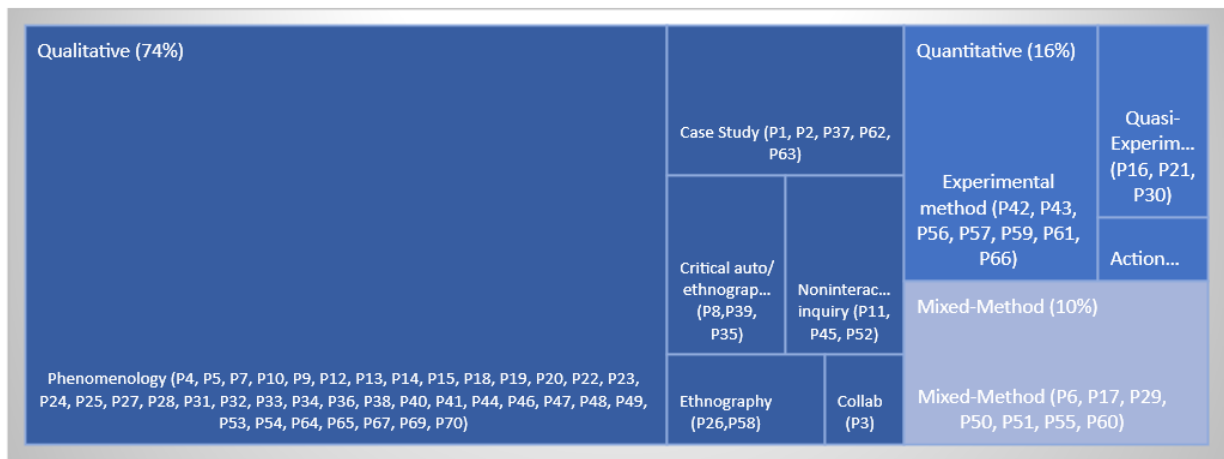 Qualitative (74%)
Phenomenology (P4, P5, P7, P10, P9, P12, P13, P14, P15, P18, P19, P20, P22, P23,
P24, P25, P27, P28, P31, P32, P33, P34, P36, P38, P40, P41, P44, P46, P47, P48, P49,
P53, P54, P64, P65, P67, P69, P70)
Case Study (P1, P2, P37, P62,
P63)
Critical auto/
ethnograp...
(P8,P39,
P35)
Noninterac...
inquiry (P11,
P45, P52)
Ethnography
(P26,P58)
Collab
(P3)
Quantitative (16%)
Experimental
method (P42, P43,
P56, P57, P59, P61,
P66)
Quasi-
Experim...
(P16, P21,
P30)
Action...
Mixed-Method (10%)
Mixed-Method (P6, P17, P29,
P50, P51, P55, P60)